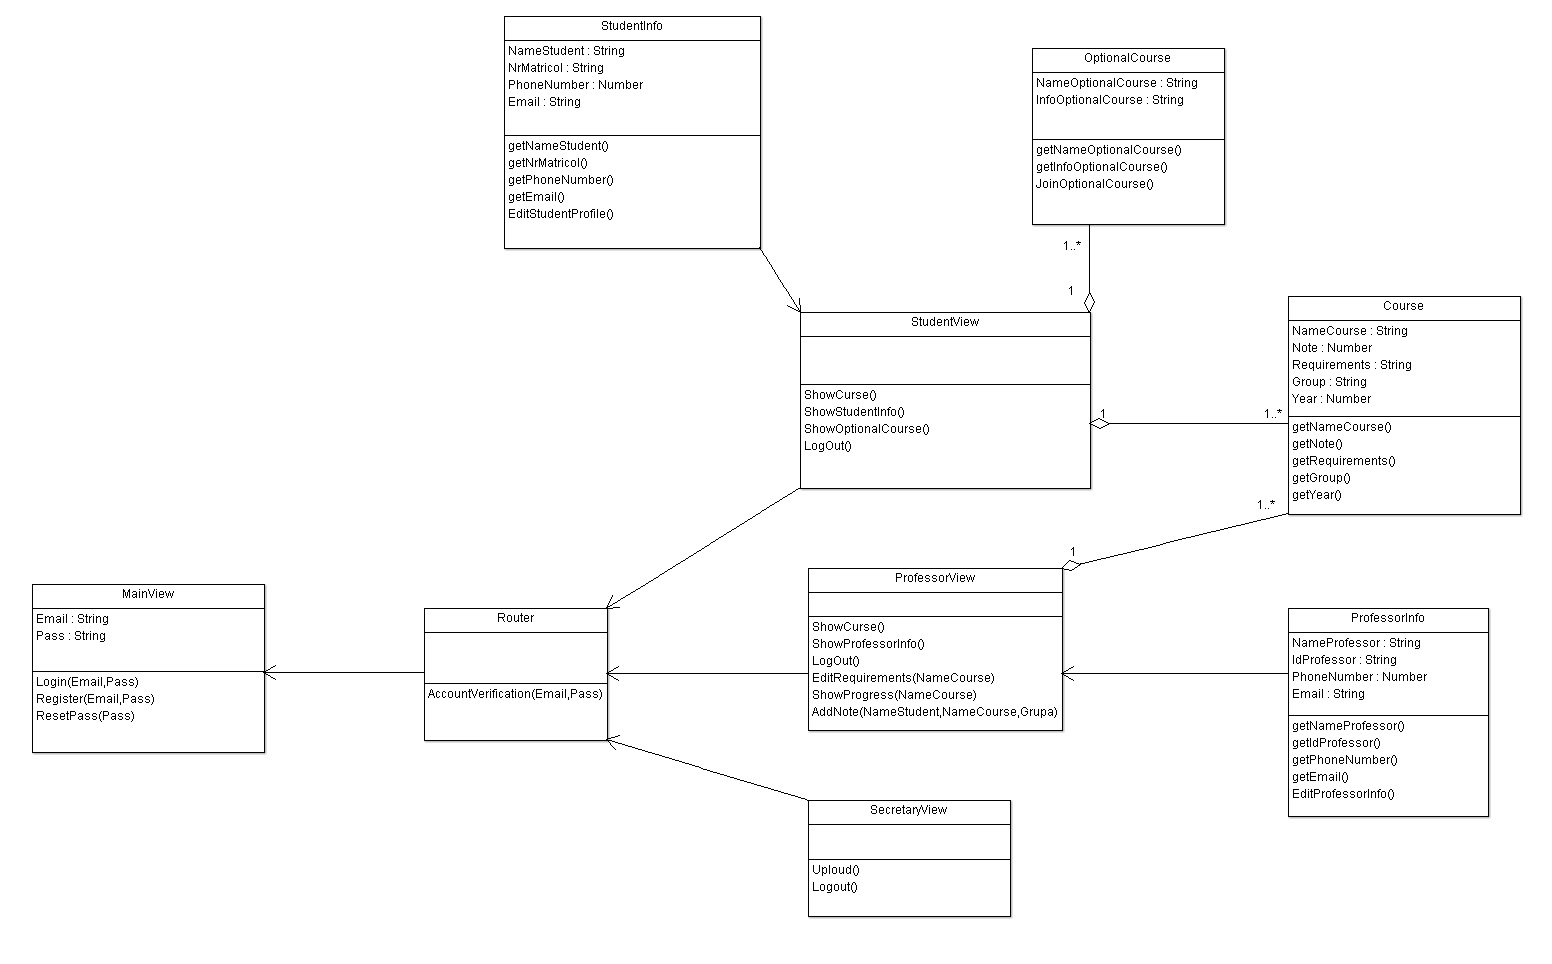 StudentInfo
NameStudent : String
NrMatricol : String
PhoneNumber : Number
Email : String
getNameStudent()
getNrMatricol()
getPhoneNumber()
getEmail()
EditStudentProfile()
OptionalCourse
NameOptionalCourse : String
InfoOptionalCourse : String
getNameOptionalCourse()
getInfoOptionalCourse()
JoinOptionalCourse()
1..*
1
StudentView
ShowCurse()
ShowStudentInfo()
ShowOptionalCourse()
LogOut()
1
1..*
Course
NameCourse : String
Note : Number
Requirements : String
Group : String
Year : Number
getNameCourse()
getNote()
getRequirements()
getGroup()
getYear()
1..*
1
MainView
Email : String
Pass : String
Login(Email,Pass)
Register(Email,Pass)
ResetPass(Pass)
Router
AccountVerification(Email,Pass)
ProfessorView
ShowCurse()
ShowProfessorInfo()
LogOut()
EditRequirements(NameCourse)
ShowProgress(NameCourse)
AddNote(NameStudent,NameCourse,Grupa)
ProfessorInfo
NameProfessor : String
IdProfessor : String
PhoneNumber : Number
Email : String
getNameProfessor()
getIdProfessor()
getPhoneNumber()
getEmail()
EditProfessorInfo()
SecretaryView
Uploud()
Logout()